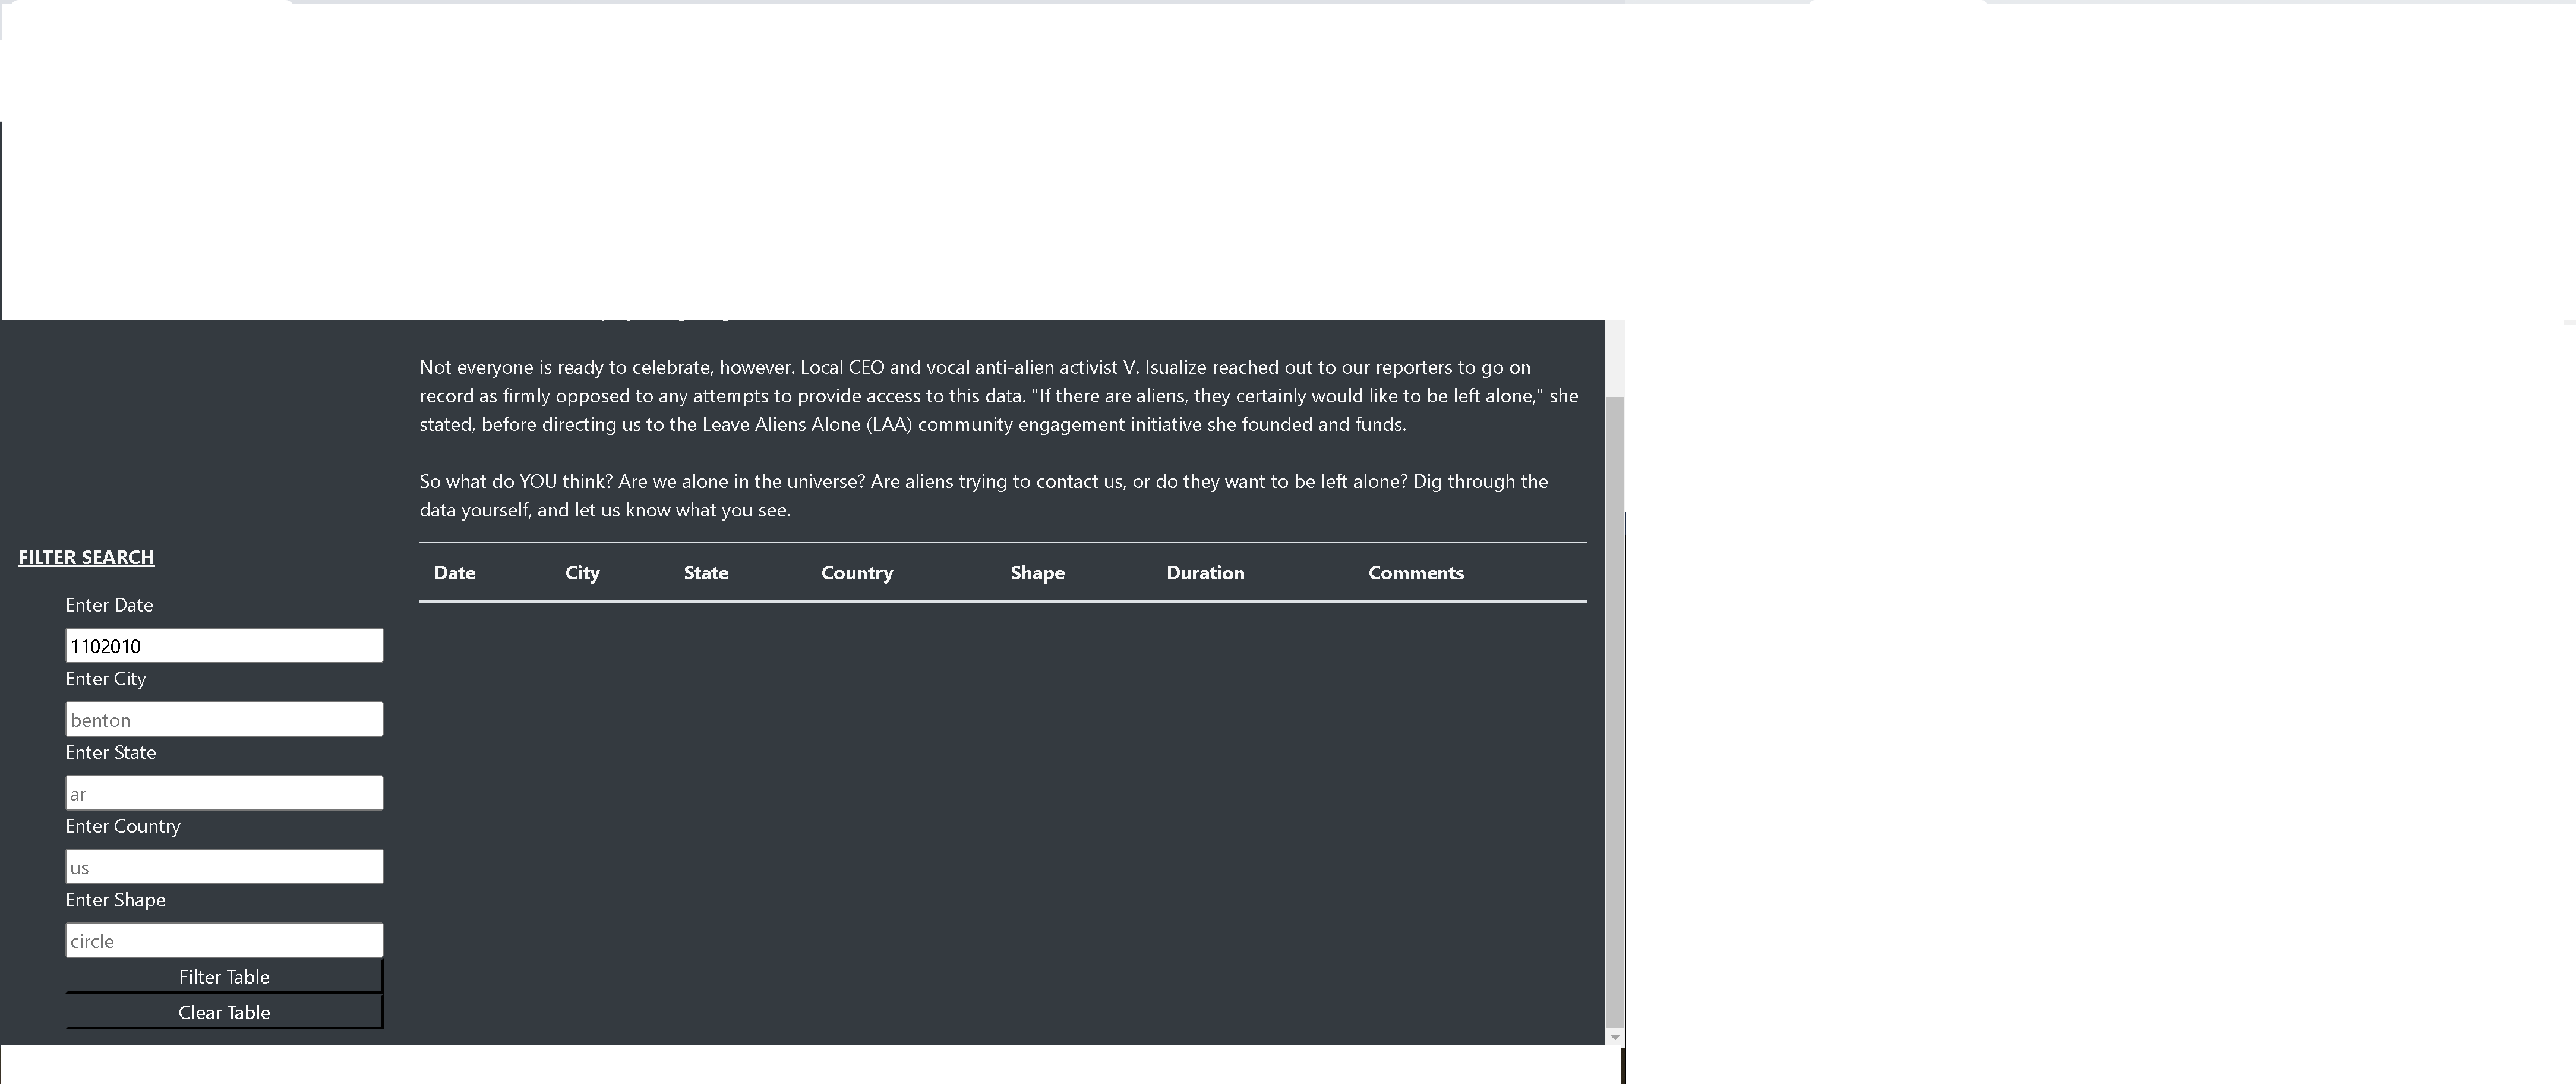 Not everyone is ready to celebrate, however. Local CEO and vocal anti-alien activist V. Isualize reached out to our reporters to go on
record as firmly opposed to any attempts to provide access to this data. "If there are aliens, they certainly would like to be left alone," she
stated, before directing us to the Leave Aliens Alone (LAA) community engagement initiative she founded and funds.
So what do YOU think? Are we alone in the universe? Are aliens trying to contact us, or do they want to be left alone? Dig through the
data yourself, and let us know what you see.
FILTER SEARCH
Enter Date
1102010
Enter City
benton
Enter State
ar
Enter Country
us
Enter Shape
circle
Filter Table
Clear Table
Date City State Country Shape Duration Comments